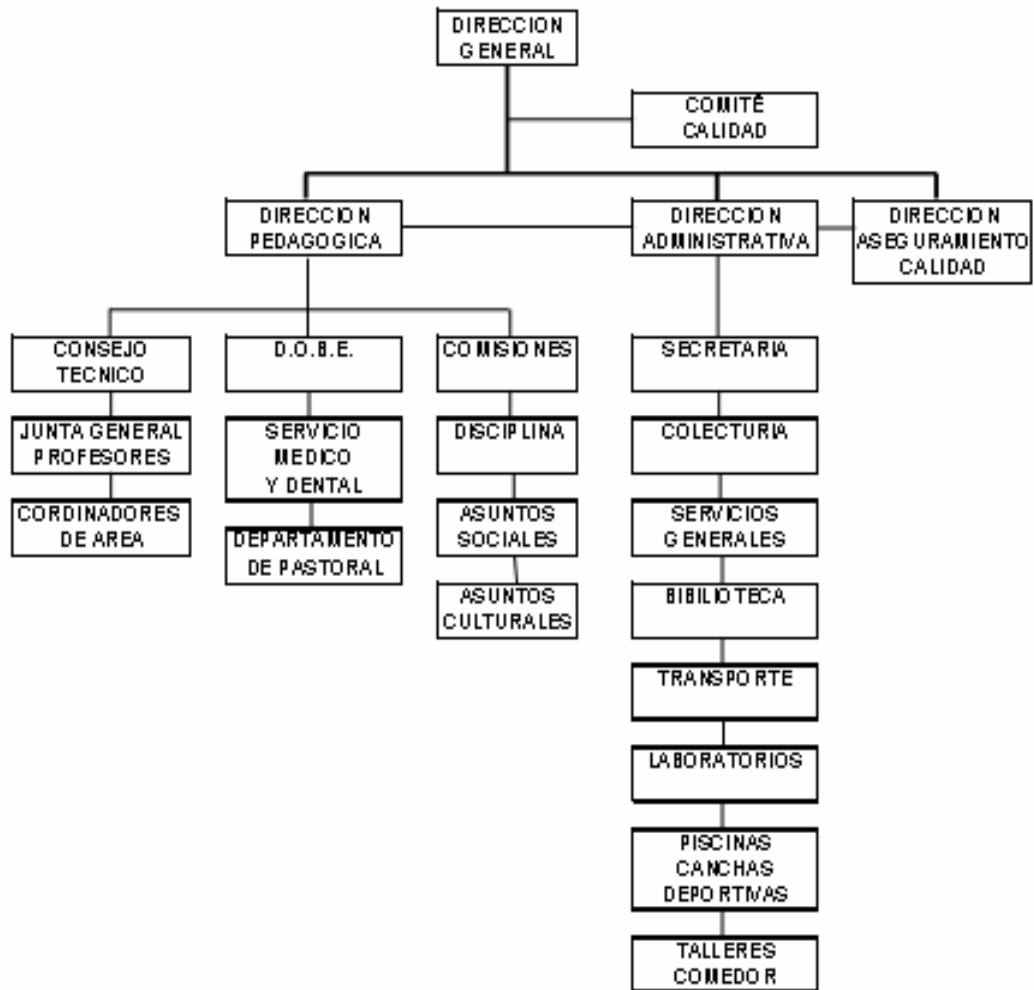 DIRECCION
GENERAL
COMITÉ
CALIDAD
DIRECCION
PEDAGOGICA
DIRECCION
ADMINISTRATIVA
DIRECCION
ASEGURAMIENTO
CALIDAD
CONSEJO
TECNICO
D.O.B.E.
COMISIONES
SECRETARIA
JUNTA GENERAL
PROFESORES
SERVICIO
MEDICO
Y DENTAL
DISCIPLINA
COLECTURIA
CORDINADORES
DE AREA
DEPARTAMENTO
DE PASTORAL
ASUNTOS
SOCIALES
SERVICIOS
GENERALES
ASUNTOS
CULTURALES
BIBILIOTECA
TRANSPORTE
LABORATORIOS
PISCINAS
CANCHAS
DEPORTIVAS
TALLERES
COMEDOR